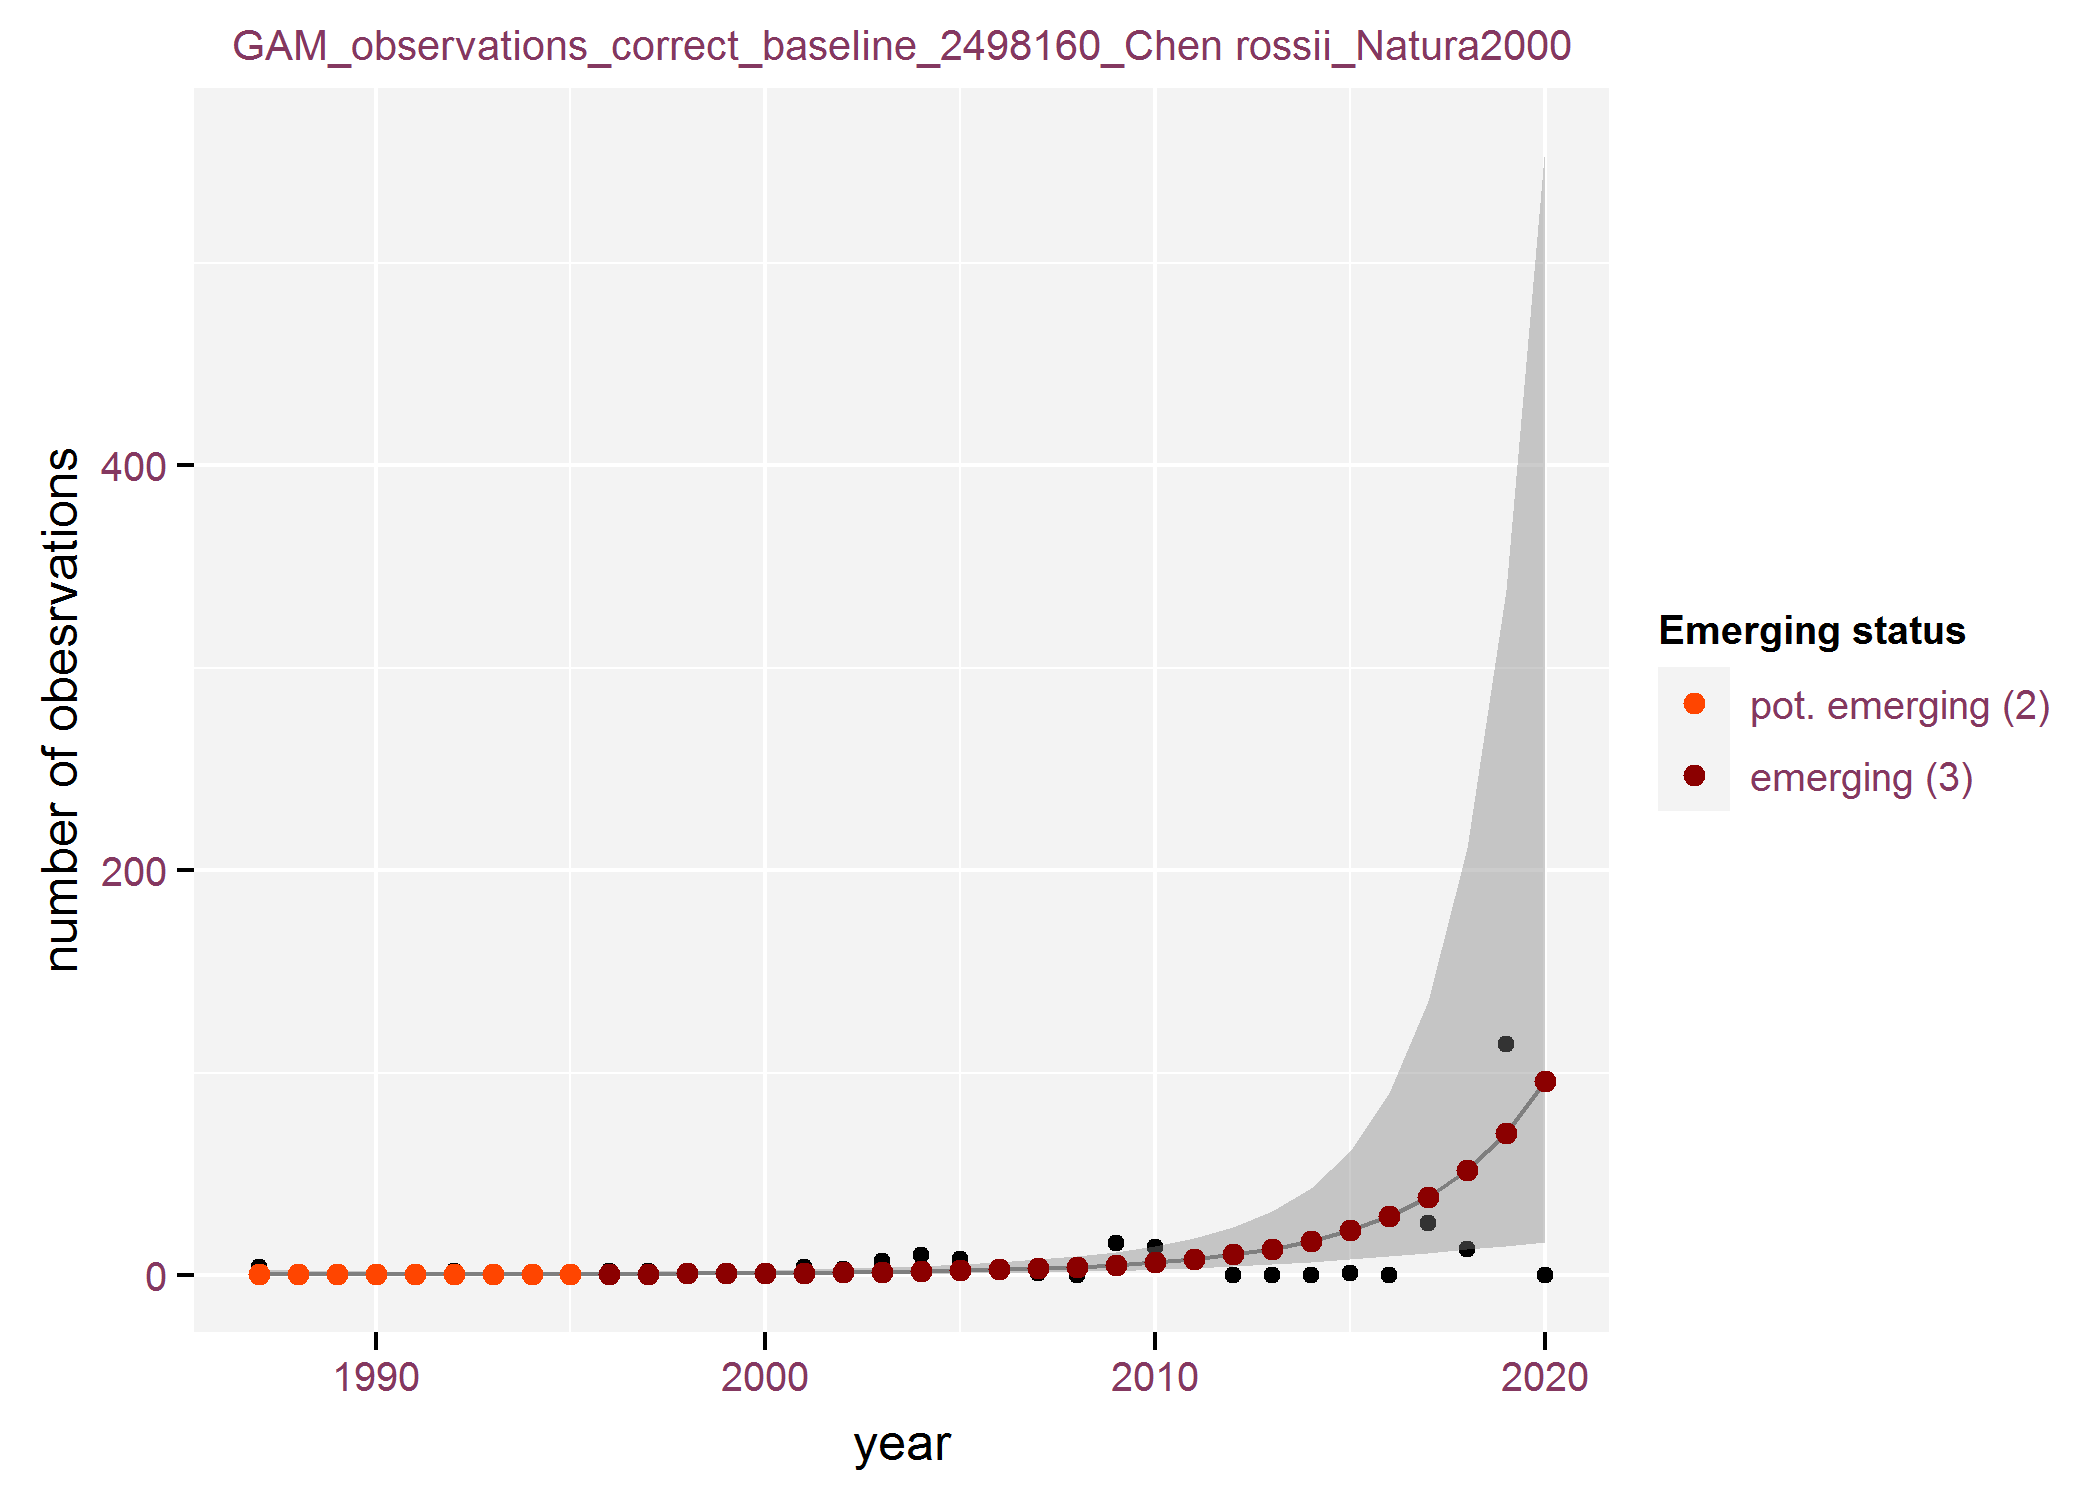 GAM_observations_correct_baseline_2498160_Chen rossii_Natura2000
number of obesrvations
400
200
0
1990 2000 2010 2020
year
Emerging status
pot. emerging (2)
emerging (3)